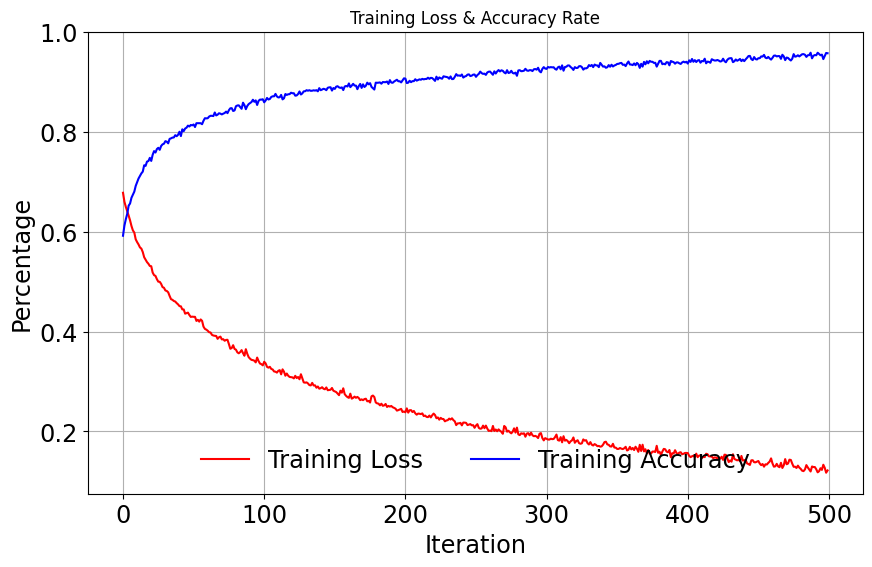 Training Loss & Accuracy Rate
1.0
0.8
0.6
0.4
0.2
Percentage
Training Loss Training Accuracy
0 100 200 300 400 500
Iteration